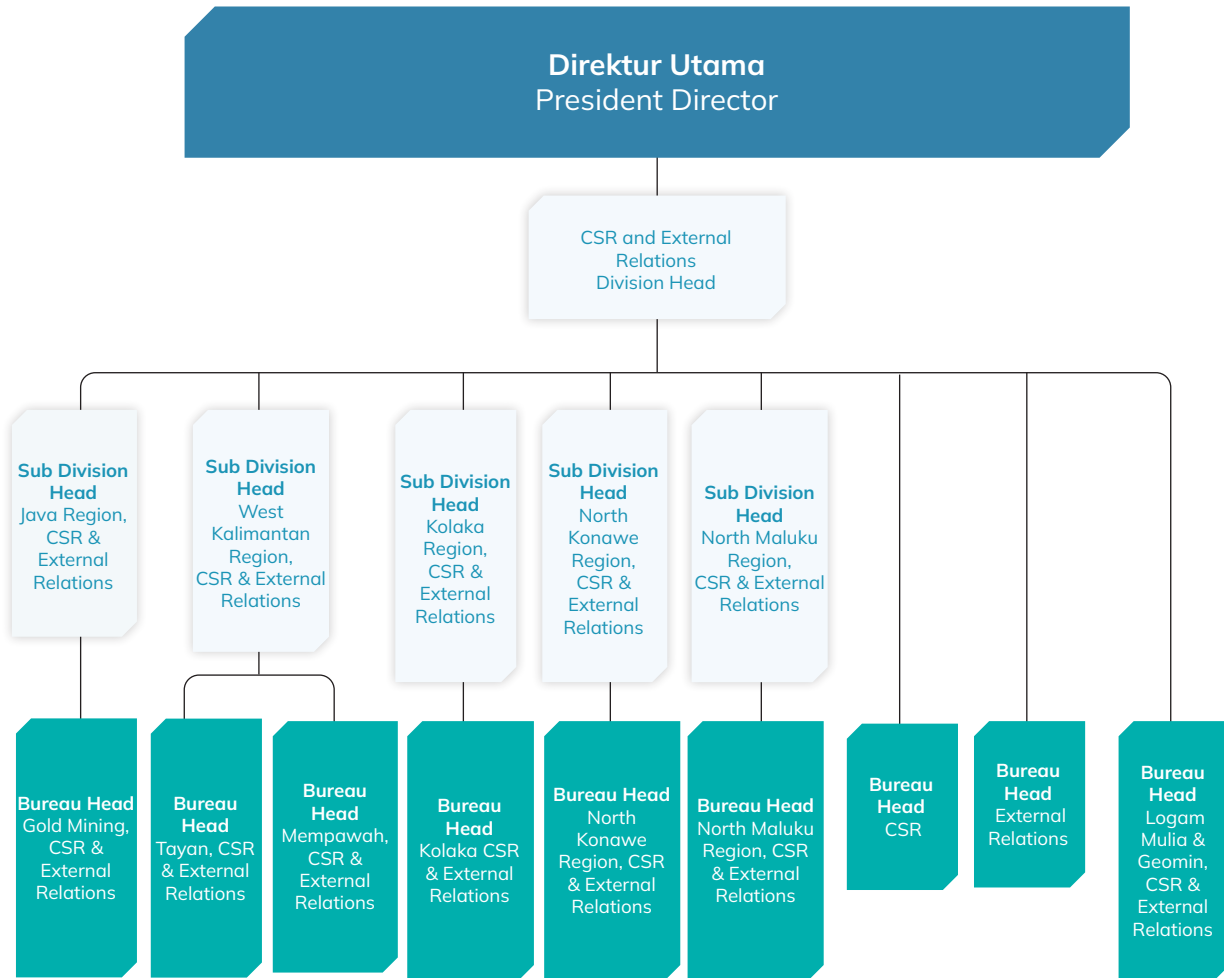 Direktur Utama
President Director
CSR and External
Relations
Division Head
Sub Division
Head
Java Region,
CSR &
External
Relations
Sub Division
Head
West
Kalimantan
Region,
CSR & External
Relations
Sub Division
Head
Kolaka
Region,
CSR &
External
Relations
Sub Division
Head
North
Konawe
Region,
CSR &
External
Relations
Sub Division
Head
North Maluku
Region,
CSR & External
Relations
Bureau Head
Gold Mining,
CSR &
External
Relations
Bureau
Head
Tayan, CSR
& External
Relations
Bureau
Head
Mempawah,
CSR &
External
Relations
Bureau
Head
Kolaka CSR
& External
Relations
Bureau Head
North
Konawe
Region, CSR
& External
Relations
Bureau Head
North Maluku
Region, CSR
& External
Relations
Bureau
Head
CSR
Bureau
Head
External
Relations
Bureau
Head
Logam
Mulia &
Geomin,
CSR &
External
Relations